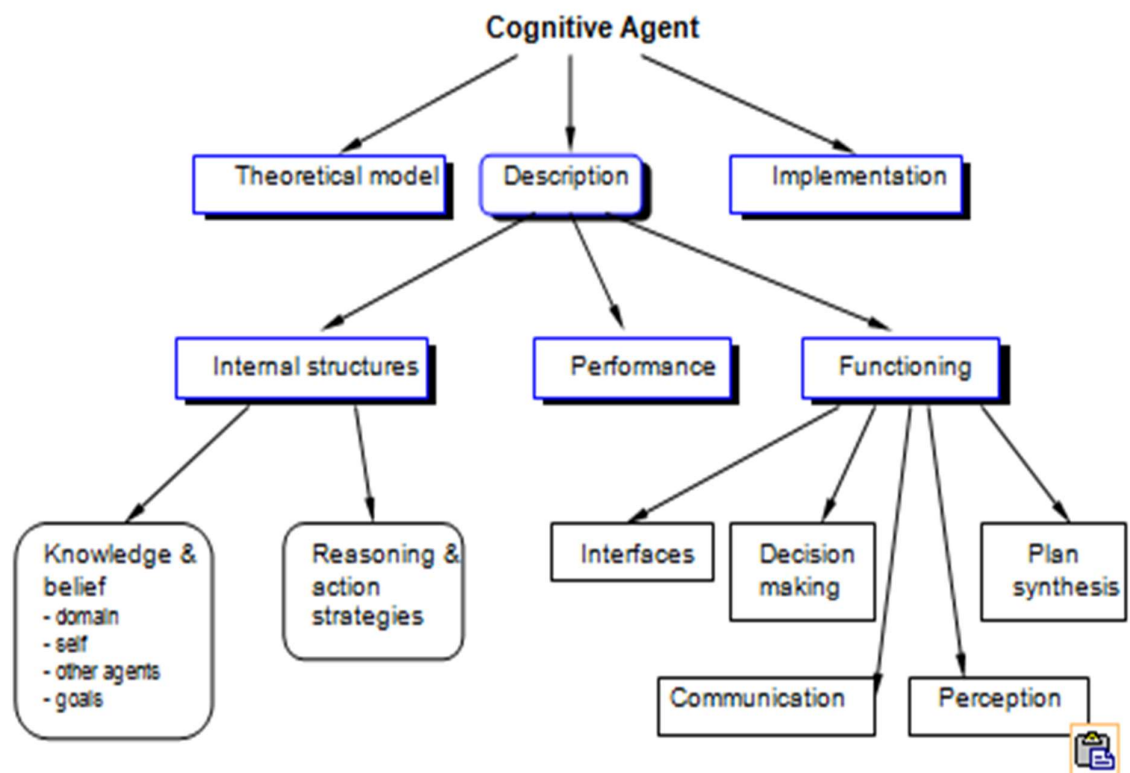 Cognitive Agent
Theoretical model
Description
Implementation
Internal structures
Performance
Functioning
Knowledge &
belief
- domain
- self
- other agents
- goals
Reasoning &
action
strategies
Interfaces
Decision
making
Plan
synthesis
Communication
Perception